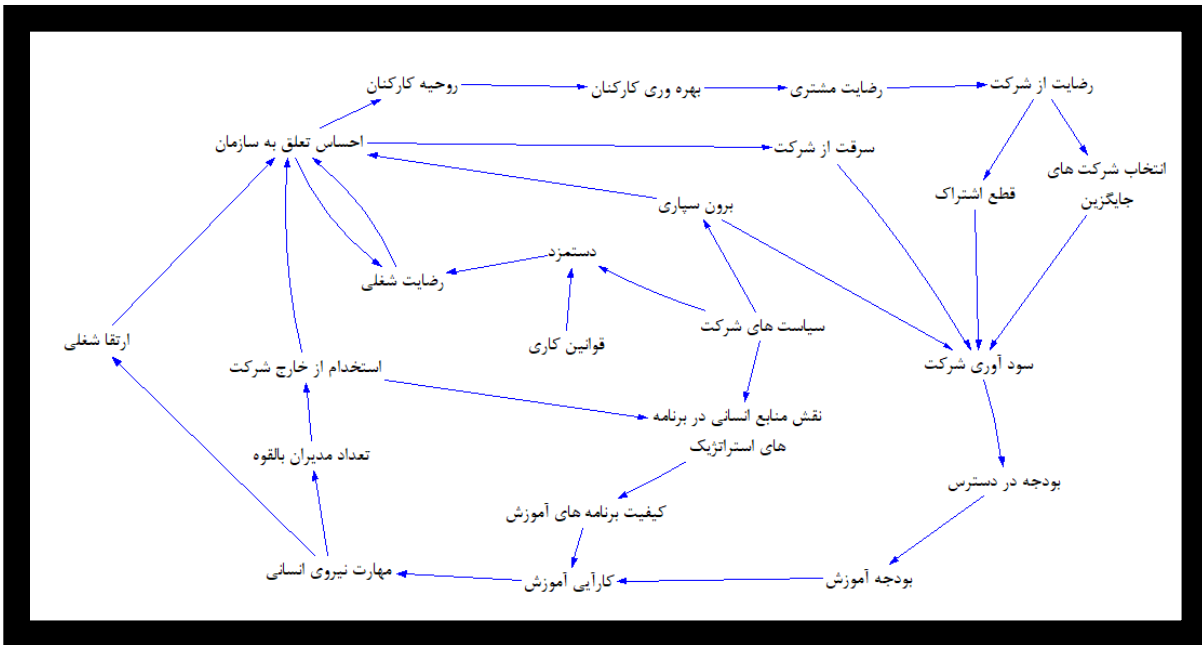 رضایت از شرکت
رضایت مشتری
بهره وری کارکنان
روحیه کارکنان
احساس تعلق به سازمان
سرقت از شرکت
انتخاب شرکت های
جایگزین
قطع اشتراک
برون سپاری
دستمزد
رضایت شغلی
سیاست های شرکت
قوانین کاری
ارتقا شغلی
سود آوری شرکت
استخدام از خارج شرکت
نقش منابع انسانی در برنامه
های استراتژیک
تعداد مدیران بالقوه
بودجه در دسترس
کیفیت برنامه های آموزش
بودجه آموزش
کارآیی آموزش
مهارت نیروی انسانی